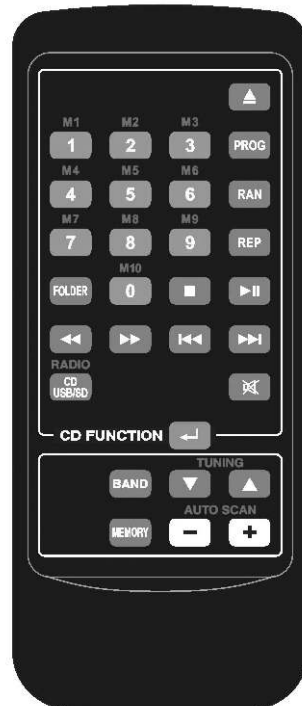 M1 M2 M3
1 2 3 PROG
M4 M5 M6
4 5 6 RAN
M7 M8 M9
7 8 9 REP
M10
FOLDER 0
RADIO
CD
USB/SD
CD FUNCTION
TUNING
BAND
AUTO SCAN
MEMORY - +